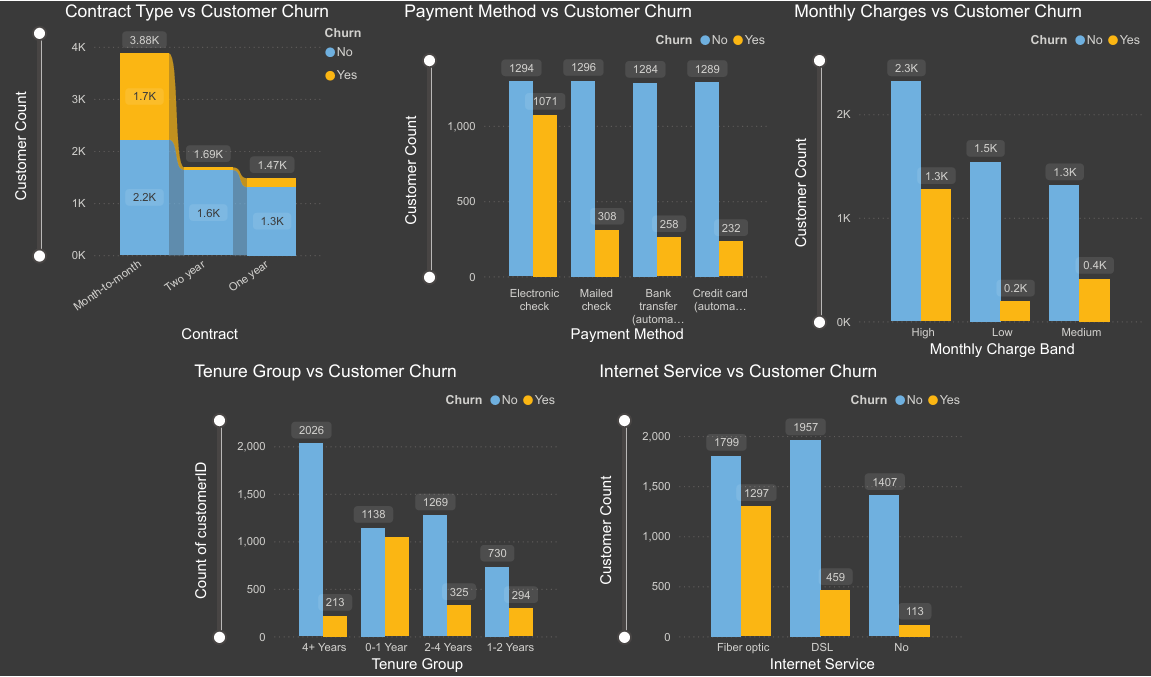 Contract Type vs Customer Churn
Churn
No
Yes
Customer Count
4K
3K
2K
1K
0K
3.88K
1.7K
2.2K
1.69K
1.6K
1.47K
1.3K
Month-to-month
Two year
One year
Contract
Payment Method vs Customer Churn
Churn No Yes
Customer Count
1,000
500
0
1294
1071
1296
308
1284
258
1289
232
Electronic
check
Mailed
check
Bank
transfer
(automa…
Credit card
(automa…
Payment Method
Monthly Charges vs Customer Churn
Churn No Yes
Customer Count
2K
1K
0K
2.3K
1.3K
1.5K
0.2K
1.3K
0.4K
High
Low
Medium
Monthly Charge Band
Tenure Group vs Customer Churn
Churn No Yes
Count of customerID
2,000
1,500
1,000
500
0
2026
213
1138
1269
325
730
294
4+ Years
0-1 Year
2-4 Years
1-2 Years
Tenure Group
Internet Service vs Customer Churn
Churn No Yes
Customer Count
2,000
1,500
1,000
500
0
1799
1297
1957
459
1407
113
Fiber optic
DSL
No
Internet Service